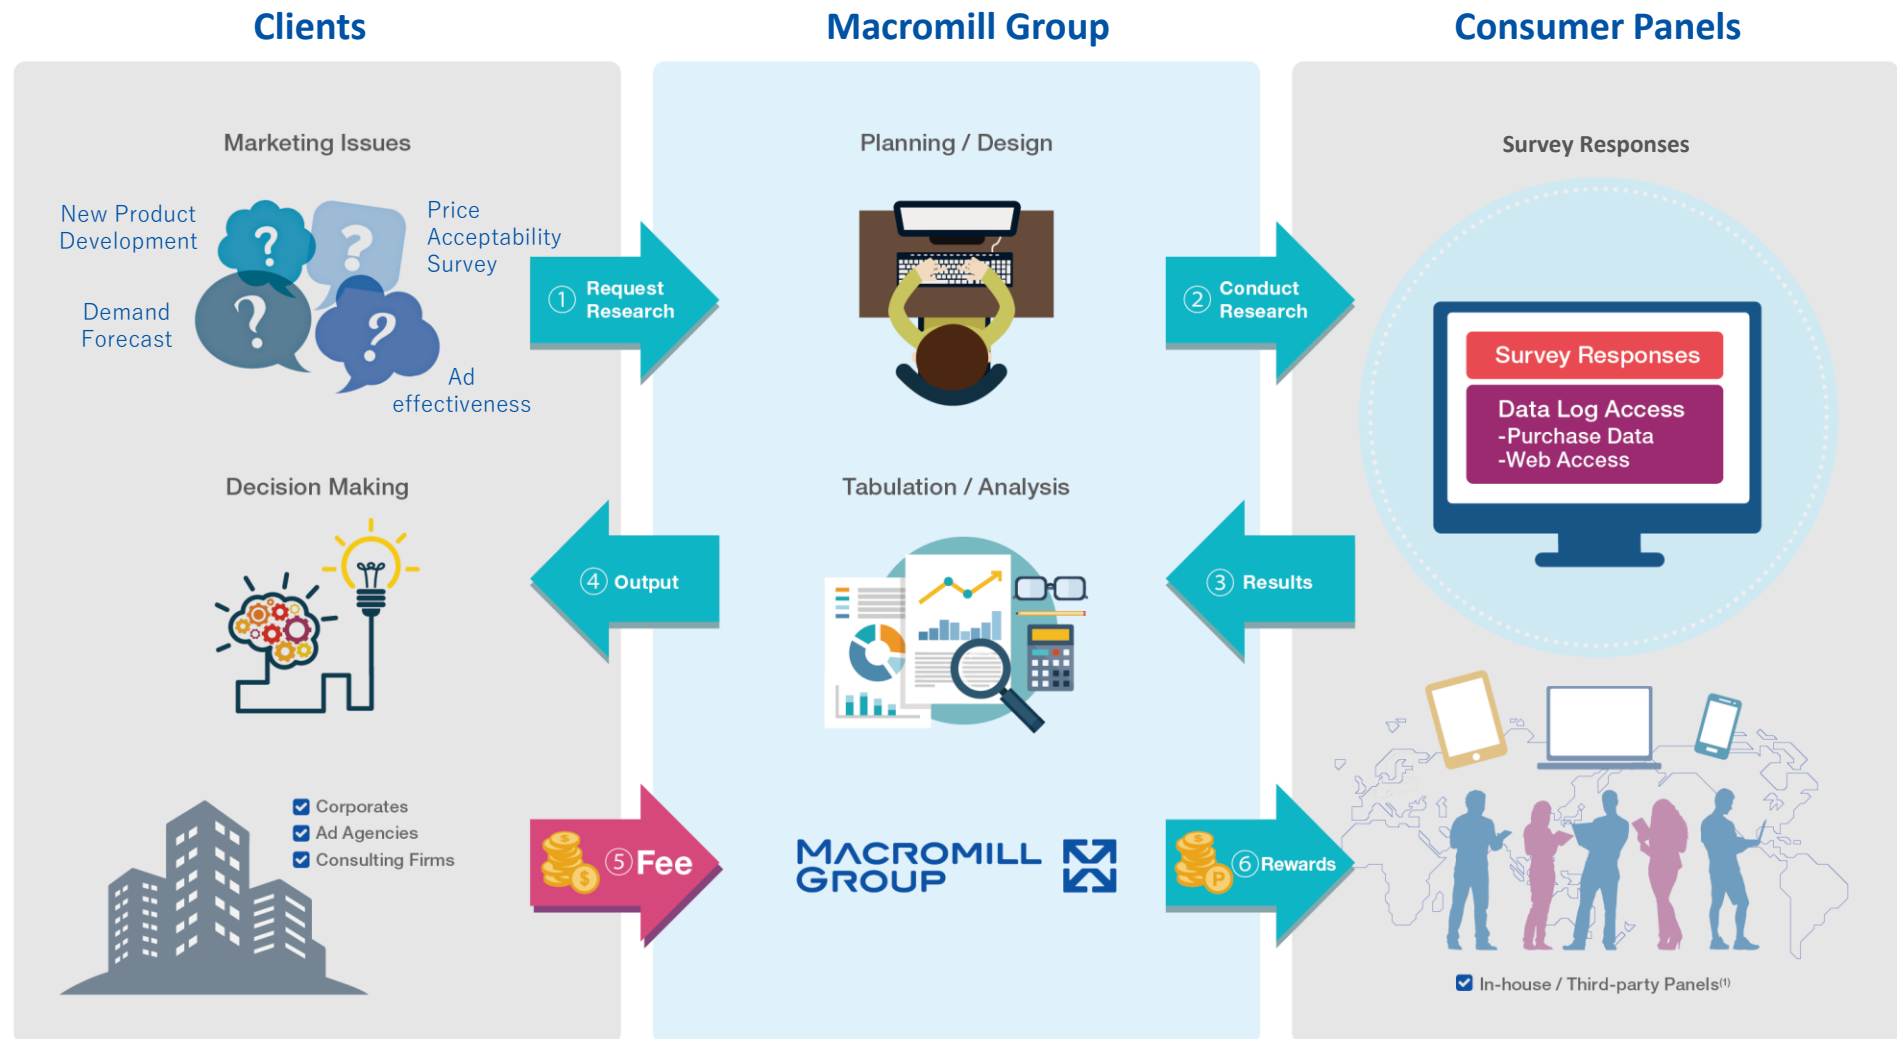 Clients
Macromill Group
Consumer Panels
Marketing Issues
New Product
Development
Price
Acceptability
Survey
Demand
Forecast
Ad
effectiveness
① Request
Research
Planning / Design
② Conduct
Research
Survey Responses
Survey Responses
Data Log Access
-Purchase Data
-Web Access
Decision Making
④ Output
Tabulation / Analysis
③ Results
Corporates
Ad Agencies
Consulting Firms
$
$
⑤ Fee
MACROMILL
GROUP
P
⑥ Rewards
In-house / Third-party Panels(1)